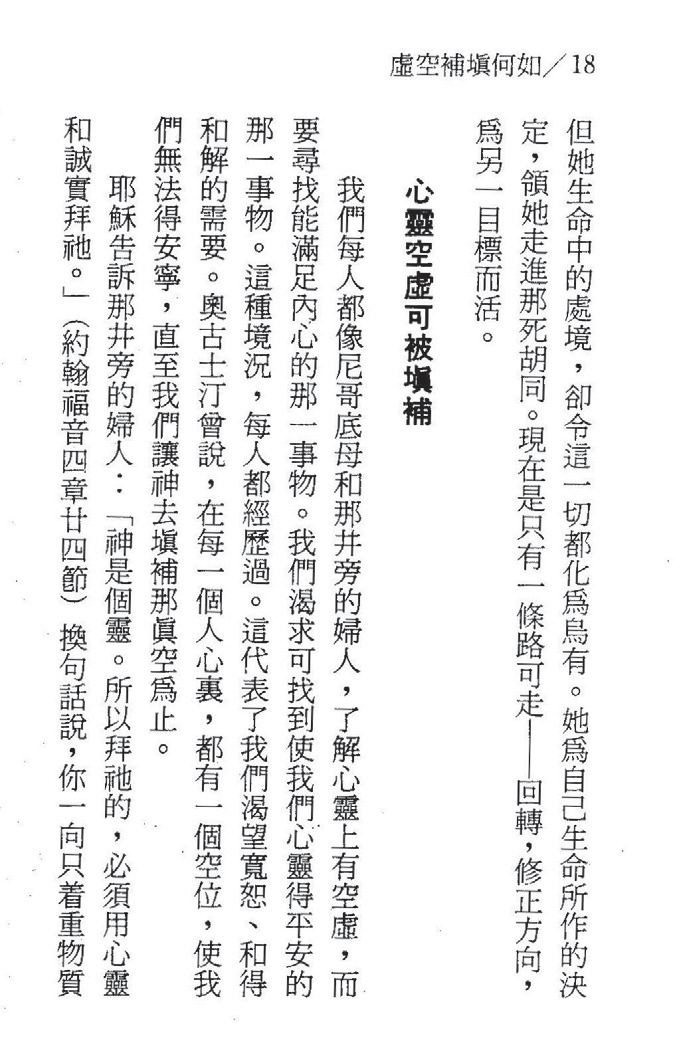 虛空補塡何如／18
但她生命中的處境，卻令這一切都化爲烏有。她爲自己生命所作的決
定，領她走進那死胡同。現在是只有一條路可走——回轉，修正方向，
爲另一目標而活。
心靈空虛可被塡補
我們每人都像尼哥底母和那井旁的婦人，了解心靈上有空虛，而
要尋找能滿足內心的那一事物。我們渴求可找到使我們心靈得平安的
那一事物。這種境況，每人都經歷過。這代表了我們渴望寬恕、和得
和解的需要。奧古士汀曾說，在每一個人心裏，都有一個空位，使我
們無法得安寧，直至我們讓神去塡補那眞空爲止。
耶穌告訴那井旁的婦人：「神是個靈。所以拜祂的，必須用心靈
和誠實拜祂。」（約翰福音四章廿四節）換句話說，你一向只着重物質